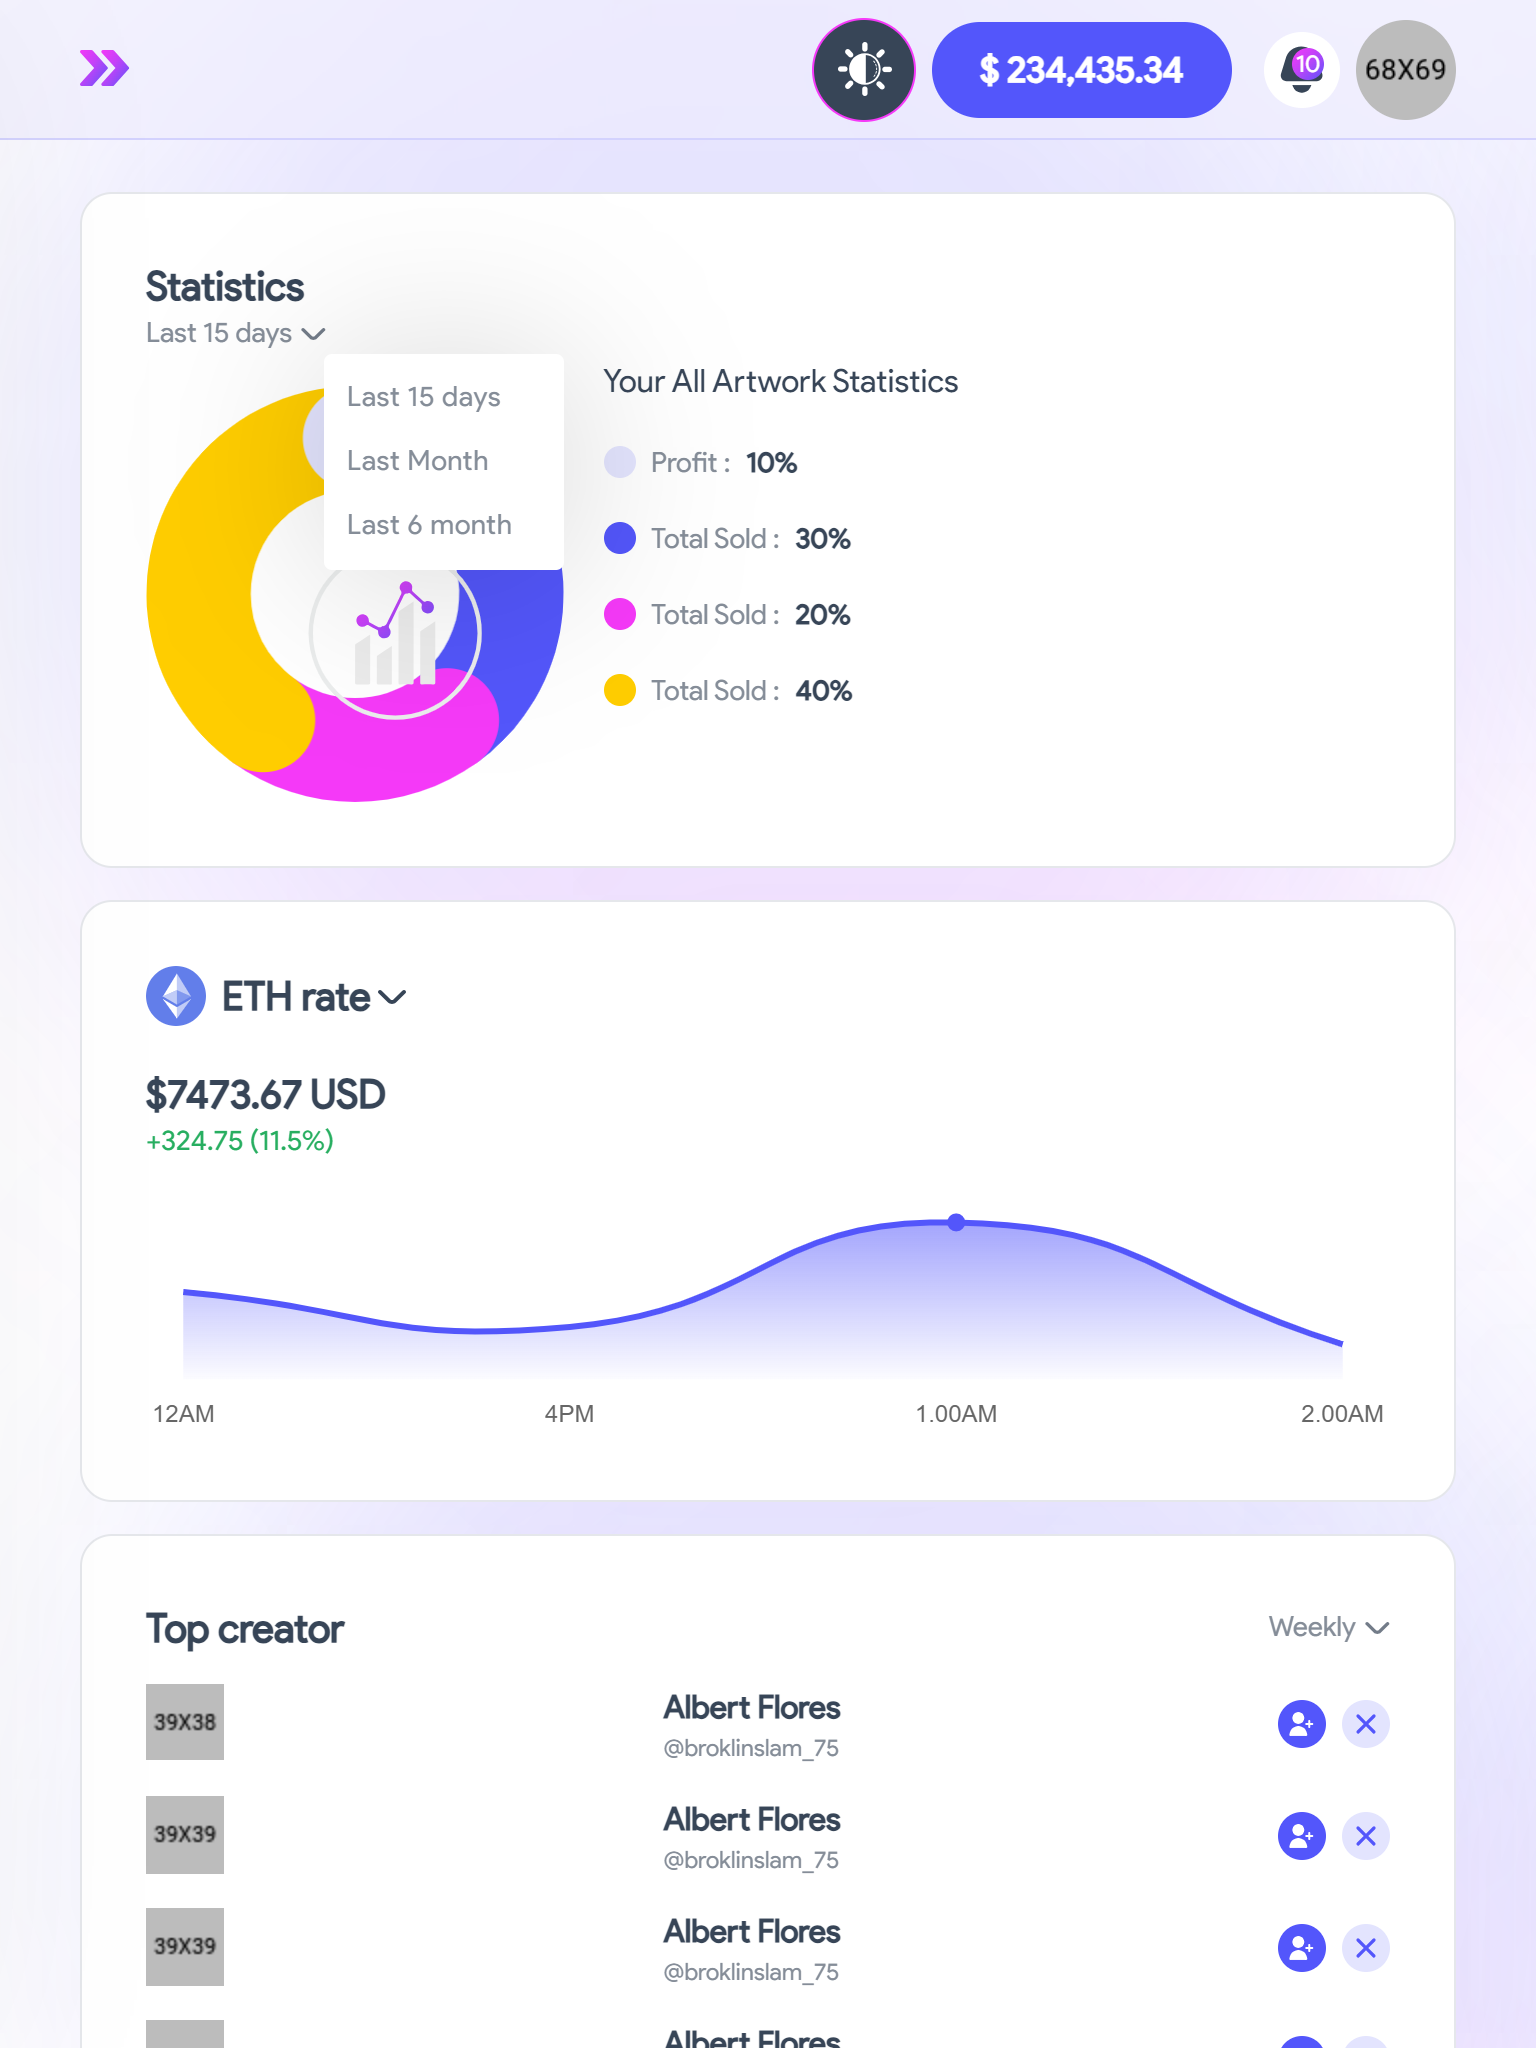 $ 234,435.34
10
68X69
Statistics
Last 15 days
Last 15 days
Last Month
Last 6 month
Your All Artwork Statistics
Profit : 10%
Total Sold : 30%
Total Sold : 20%
Total Sold : 40%
ETH rate
$7473.67 USD
+324.75 (11.5%)
12AM 4PM 1.00AM 2.00AM
Top creator
Weekly
39X38
Albert Flores
@broklinslam_75
39X39
Albert Flores
@broklinslam_75
39X39
Albert Flores
@broklinslam_75
Albert Flores